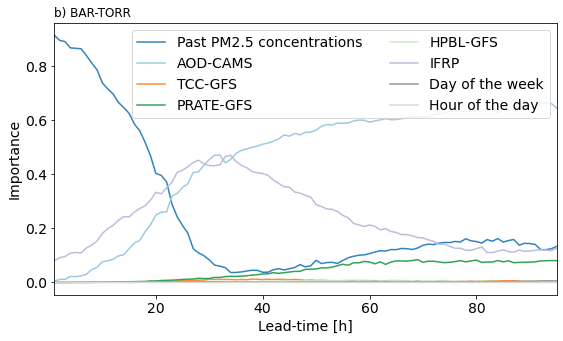 b) BAR-TORR
Past PM2.5 concentrations
AOD-CAMS
TCC-GFS
PRATE-GFS
HPBL-GFS
IFRP
Day of the week
Hour of the day
Importance
0.8
0.6
0.4
0.2
0.0
20
40
60
80
Lead-time [h]